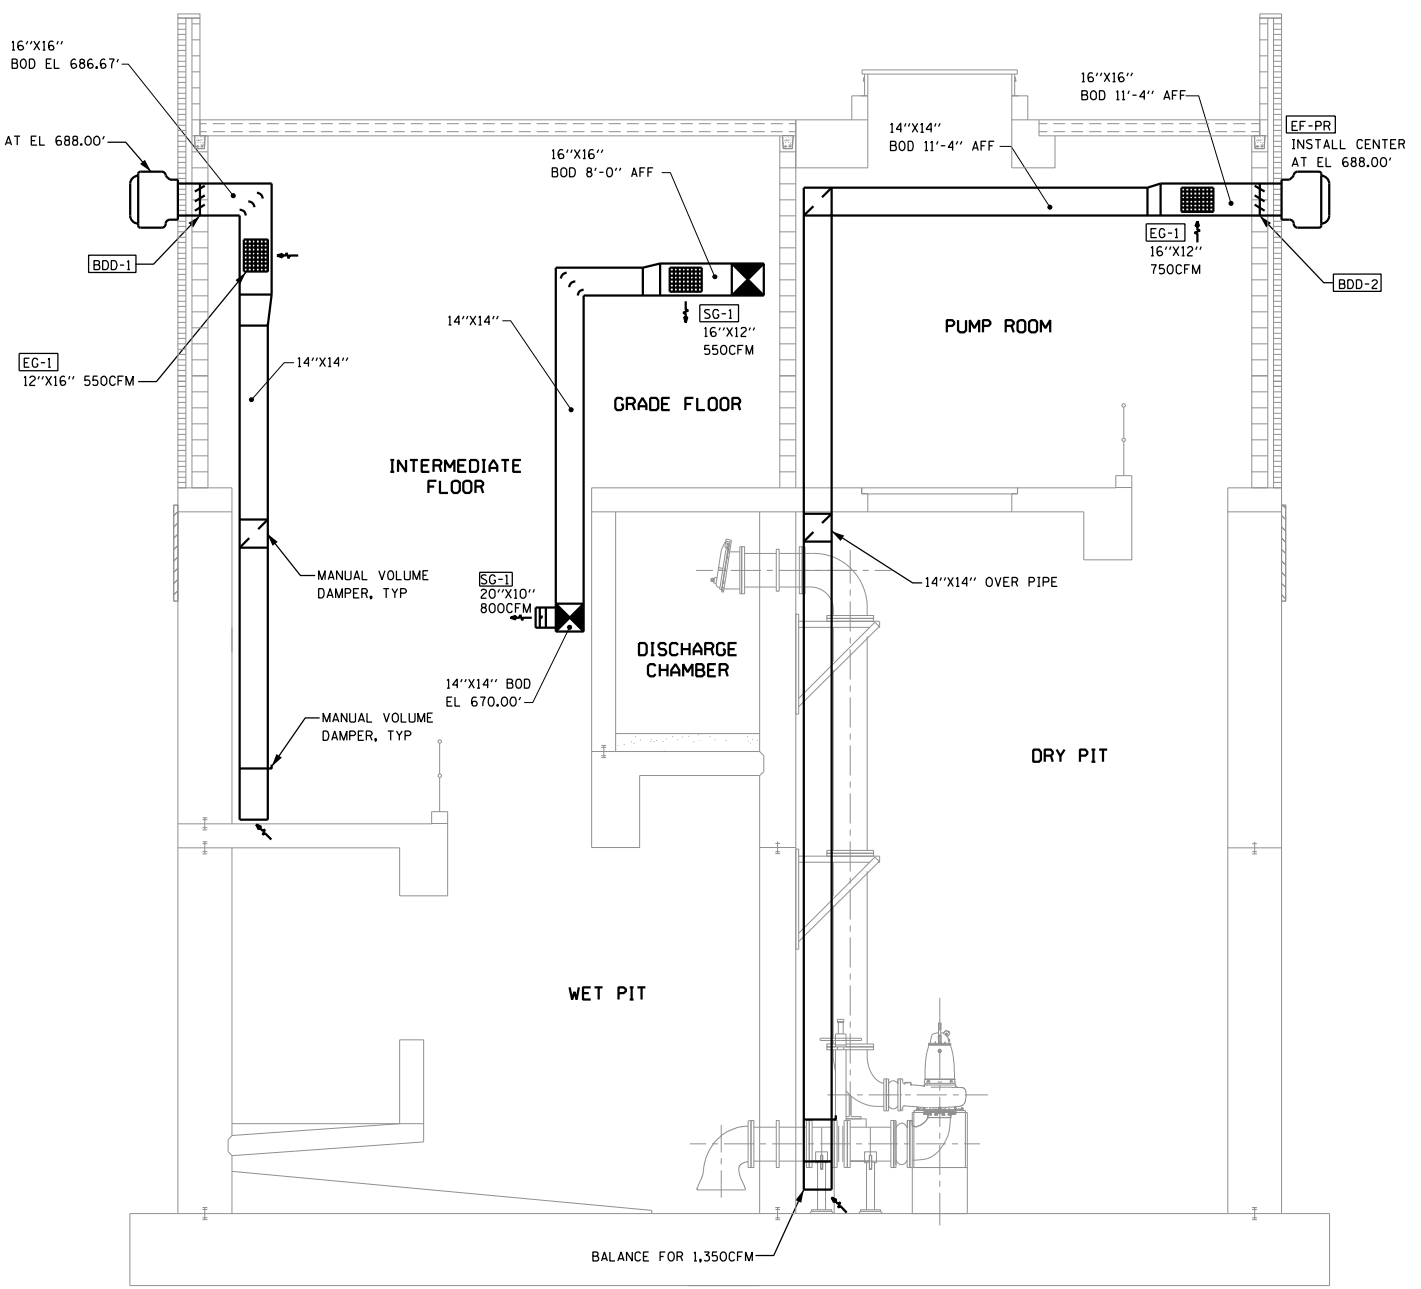 16"X16"
BOD EL 686.67'
AT EL 688.00'
BDD-1
EG-1
12"X16" 550CFM
14"X14"
MANUAL VOLUME
DAMPER, TYP
MANUAL VOLUME
DAMPER, TYP
16"X16"
BOD 8'-0" AFF
14"X14"
SG-1
16"X12"
550CFM
GRADE FLOOR
INTERMEDIATE
FLOOR
SG-1
20"X10"
800CFM
14"X14" BOD
EL 670.00'
DISCHARGE
CHAMBER
WET PIT
14"X14"
BOD 11'-4" AFF
16"X16"
BOD 11'-4" AFF
EF-PR
INSTALL CENTER
AT EL 688.00'
EG-1
16"X12"
750CFM
BDD-2
PUMP ROOM
14"X14" OVER PIPE
DRY PIT
BALANCE FOR 1,350CFM